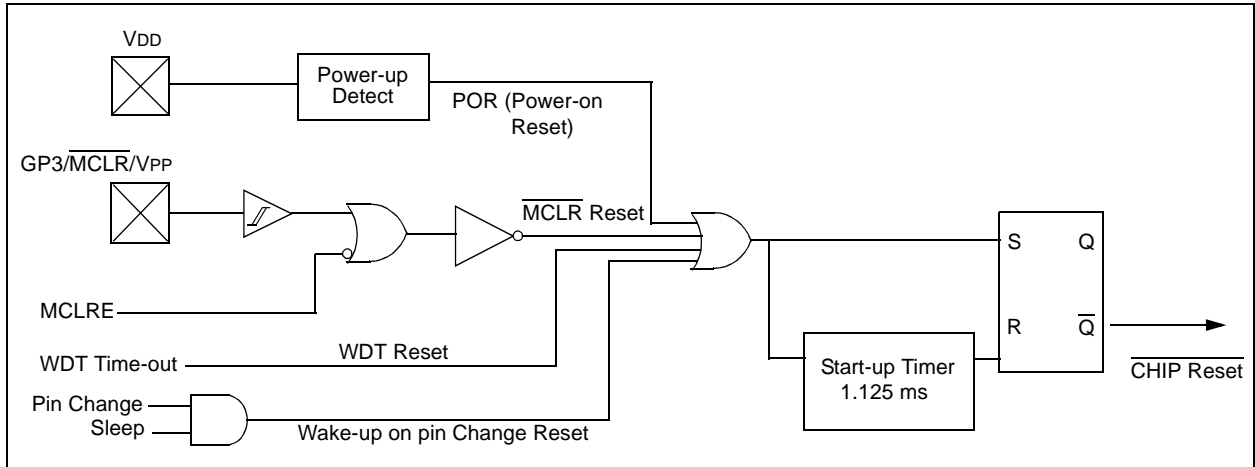 VDD
Power-up
Detect
POR (Power-on
Reset)
GP3/MCLR/VPP
MCLR Reset
S
Q
MCLRE
R
Q
WDT Time-out
WDT Reset
Start-up Timer
1.125 ms
CHIP Reset
Pin Change
Sleep
Wake-up on pin Change Reset